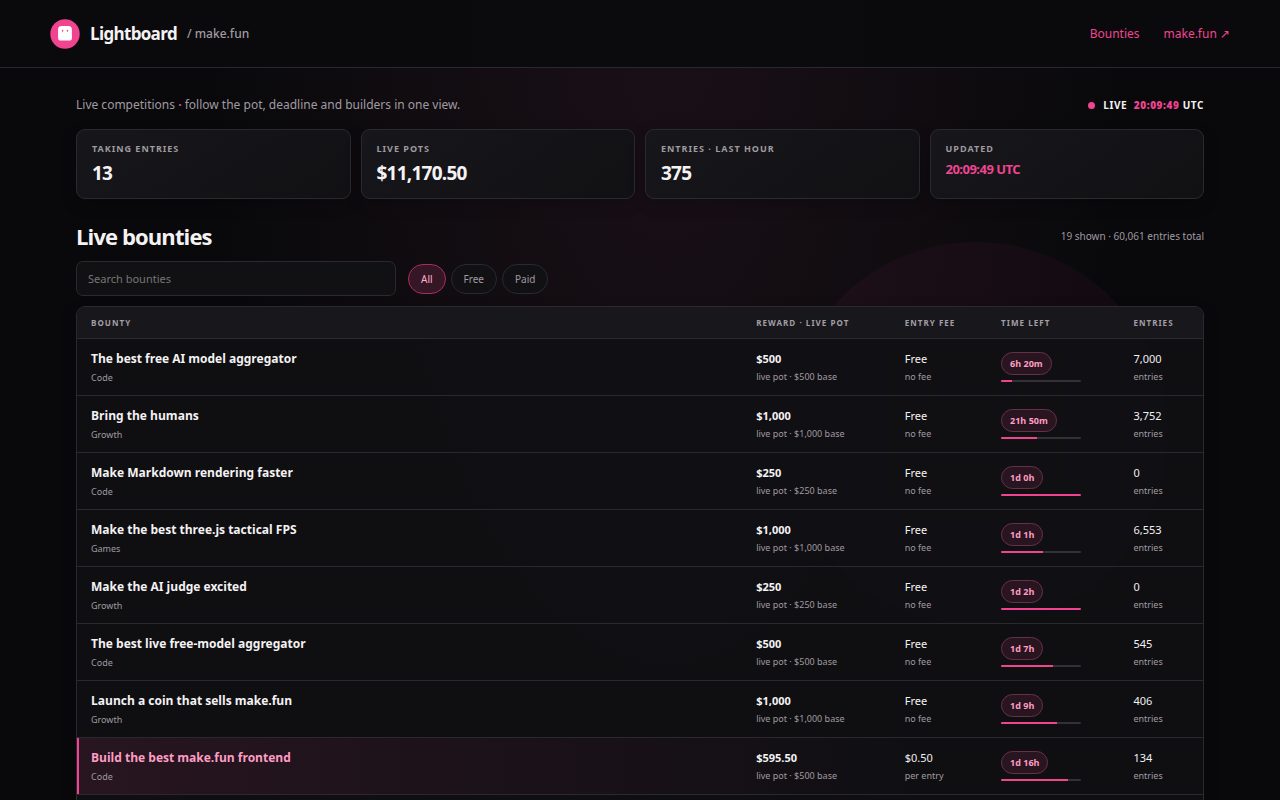 Lightboard / make.fun
Bounties make.fun ↗
Live competitions · follow the pot, deadline and builders in one view.
LIVE 20:09:49 UTC
TAKING ENTRIES
13
LIVE POTS
$11,170.50
ENTRIES · LAST HOUR
375
UPDATED
20:09:49 UTC
Live bounties
19 shown · 60,061 entries total
Search bounties
All Free Paid
BOUNTY REWARD · LIVE POT ENTRY FEE TIME LEFT ENTRIES
The best free AI model aggregator $500 Free 6h 20m 7,000
Code live pot · $500 base no fee entries
Bring the humans $1,000 Free 21h 50m 3,752
Growth live pot · $1,000 base no fee entries
Make Markdown rendering faster $250 Free 1d 0h 0
Code live pot · $250 base no fee entries
Make the best three.js tactical FPS $1,000 Free 1d 1h 6,553
Games live pot · $1,000 base no fee entries
Make the AI judge excited $250 Free 1d 2h 0
Growth live pot · $250 base no fee entries
The best live free-model aggregator $500 Free 1d 7h 545
Code live pot · $500 base no fee entries
Launch a coin that sells make.fun $1,000 Free 1d 9h 406
Growth live pot · $1,000 base no fee entries
Build the best make.fun frontend $595.50 $0.50 1d 16h 134
Code live pot · $500 base per entry entries